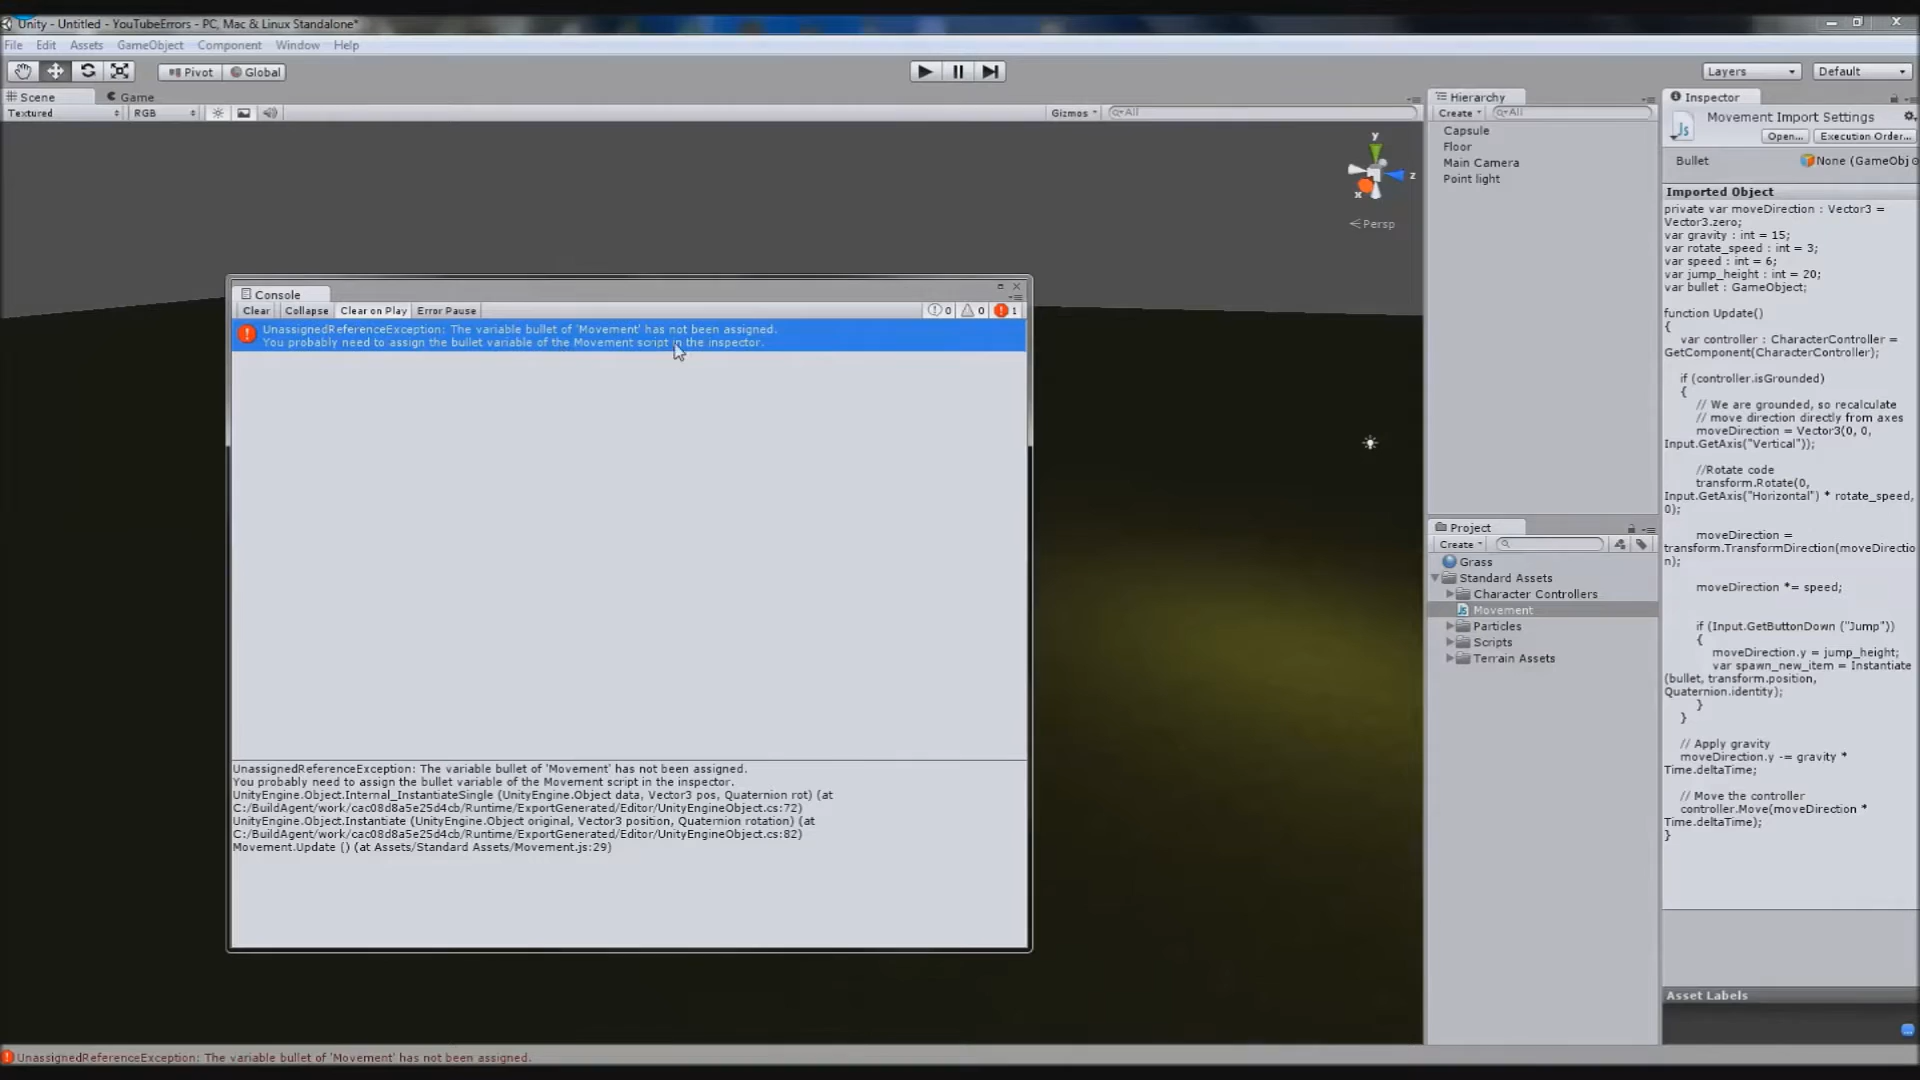 Unity - Untitled - YouTubeErrors - PC, Mac & Linux Standalone*
File Edit Assets GameObject Component Window Help
Pivot Global
Layers Default
Scene Game
Textured RGB Gizmos All
y
z
x
Persp
Console
Clear Collapse Clear on Play Error Pause 0 0 1
UnassignedReferenceException: The variable bullet of 'Movement' has not been assigned.
You probably need to assign the bullet variable of the Movement script in the inspector.
UnassignedReferenceException: The variable bullet of 'Movement' has not been assigned.
You probably need to assign the bullet variable of the Movement script in the inspector.
UnityEngine.Object.Internal_InstantiateSingle (UnityEngine.Object data, Vector3 pos, Quaternion rot) (at
C:/BuildAgent/work/cac08d8a5e25d4cb/Runtime/ExportGenerated/Editor/UnityEngineObject.cs:72)
UnityEngine.Object.Instantiate (UnityEngine.Object original, Vector3 position, Quaternion rotation) (at
C:/BuildAgent/work/cac08d8a5e25d4cb/Runtime/ExportGenerated/Editor/UnityEngineObject.cs:82)
Movement.Update () (at Assets/Standard Assets/Movement.js:29)
Hierarchy
Create All
Capsule
Floor
Main Camera
Point light
Project
Create
Grass
Standard Assets
Character Controllers
Movement
Particles
Scripts
Terrain Assets
Inspector
Movement Import Settings
Js
Open... Execution Order...
Bullet None (GameObj
Imported Object
private var moveDirection : Vector3 =
Vector3.zero;
var gravity : int = 15;
var rotate_speed : int = 3;
var speed : int = 6;
var jump_height : int = 20;
var bullet : GameObject;
function Update()
{
var controller : CharacterController =
GetComponent(CharacterController);
if (controller.isGrounded)
{
// We are grounded, so recalculate
// move direction directly from axes
moveDirection = Vector3(0, 0,
Input.GetAxis("Vertical"));
//Rotate code
transform.Rotate(0,
Input.GetAxis("Horizontal") * rotate_speed,
0);
moveDirection =
transform.TransformDirection(moveDirectio
n);
moveDirection *= speed;
if (Input.GetButtonDown ("Jump"))
{
moveDirection.y = jump_height;
var spawn_new_item = Instantiate
(bullet, transform.position,
Quaternion.identity);
}
}
// Apply gravity
moveDirection.y -= gravity *
Time.deltaTime;
// Move the controller
controller.Move(moveDirection *
Time.deltaTime);
}
Asset Labels
UnassignedReferenceException: The variable bullet of 'Movement' has not been assigned.